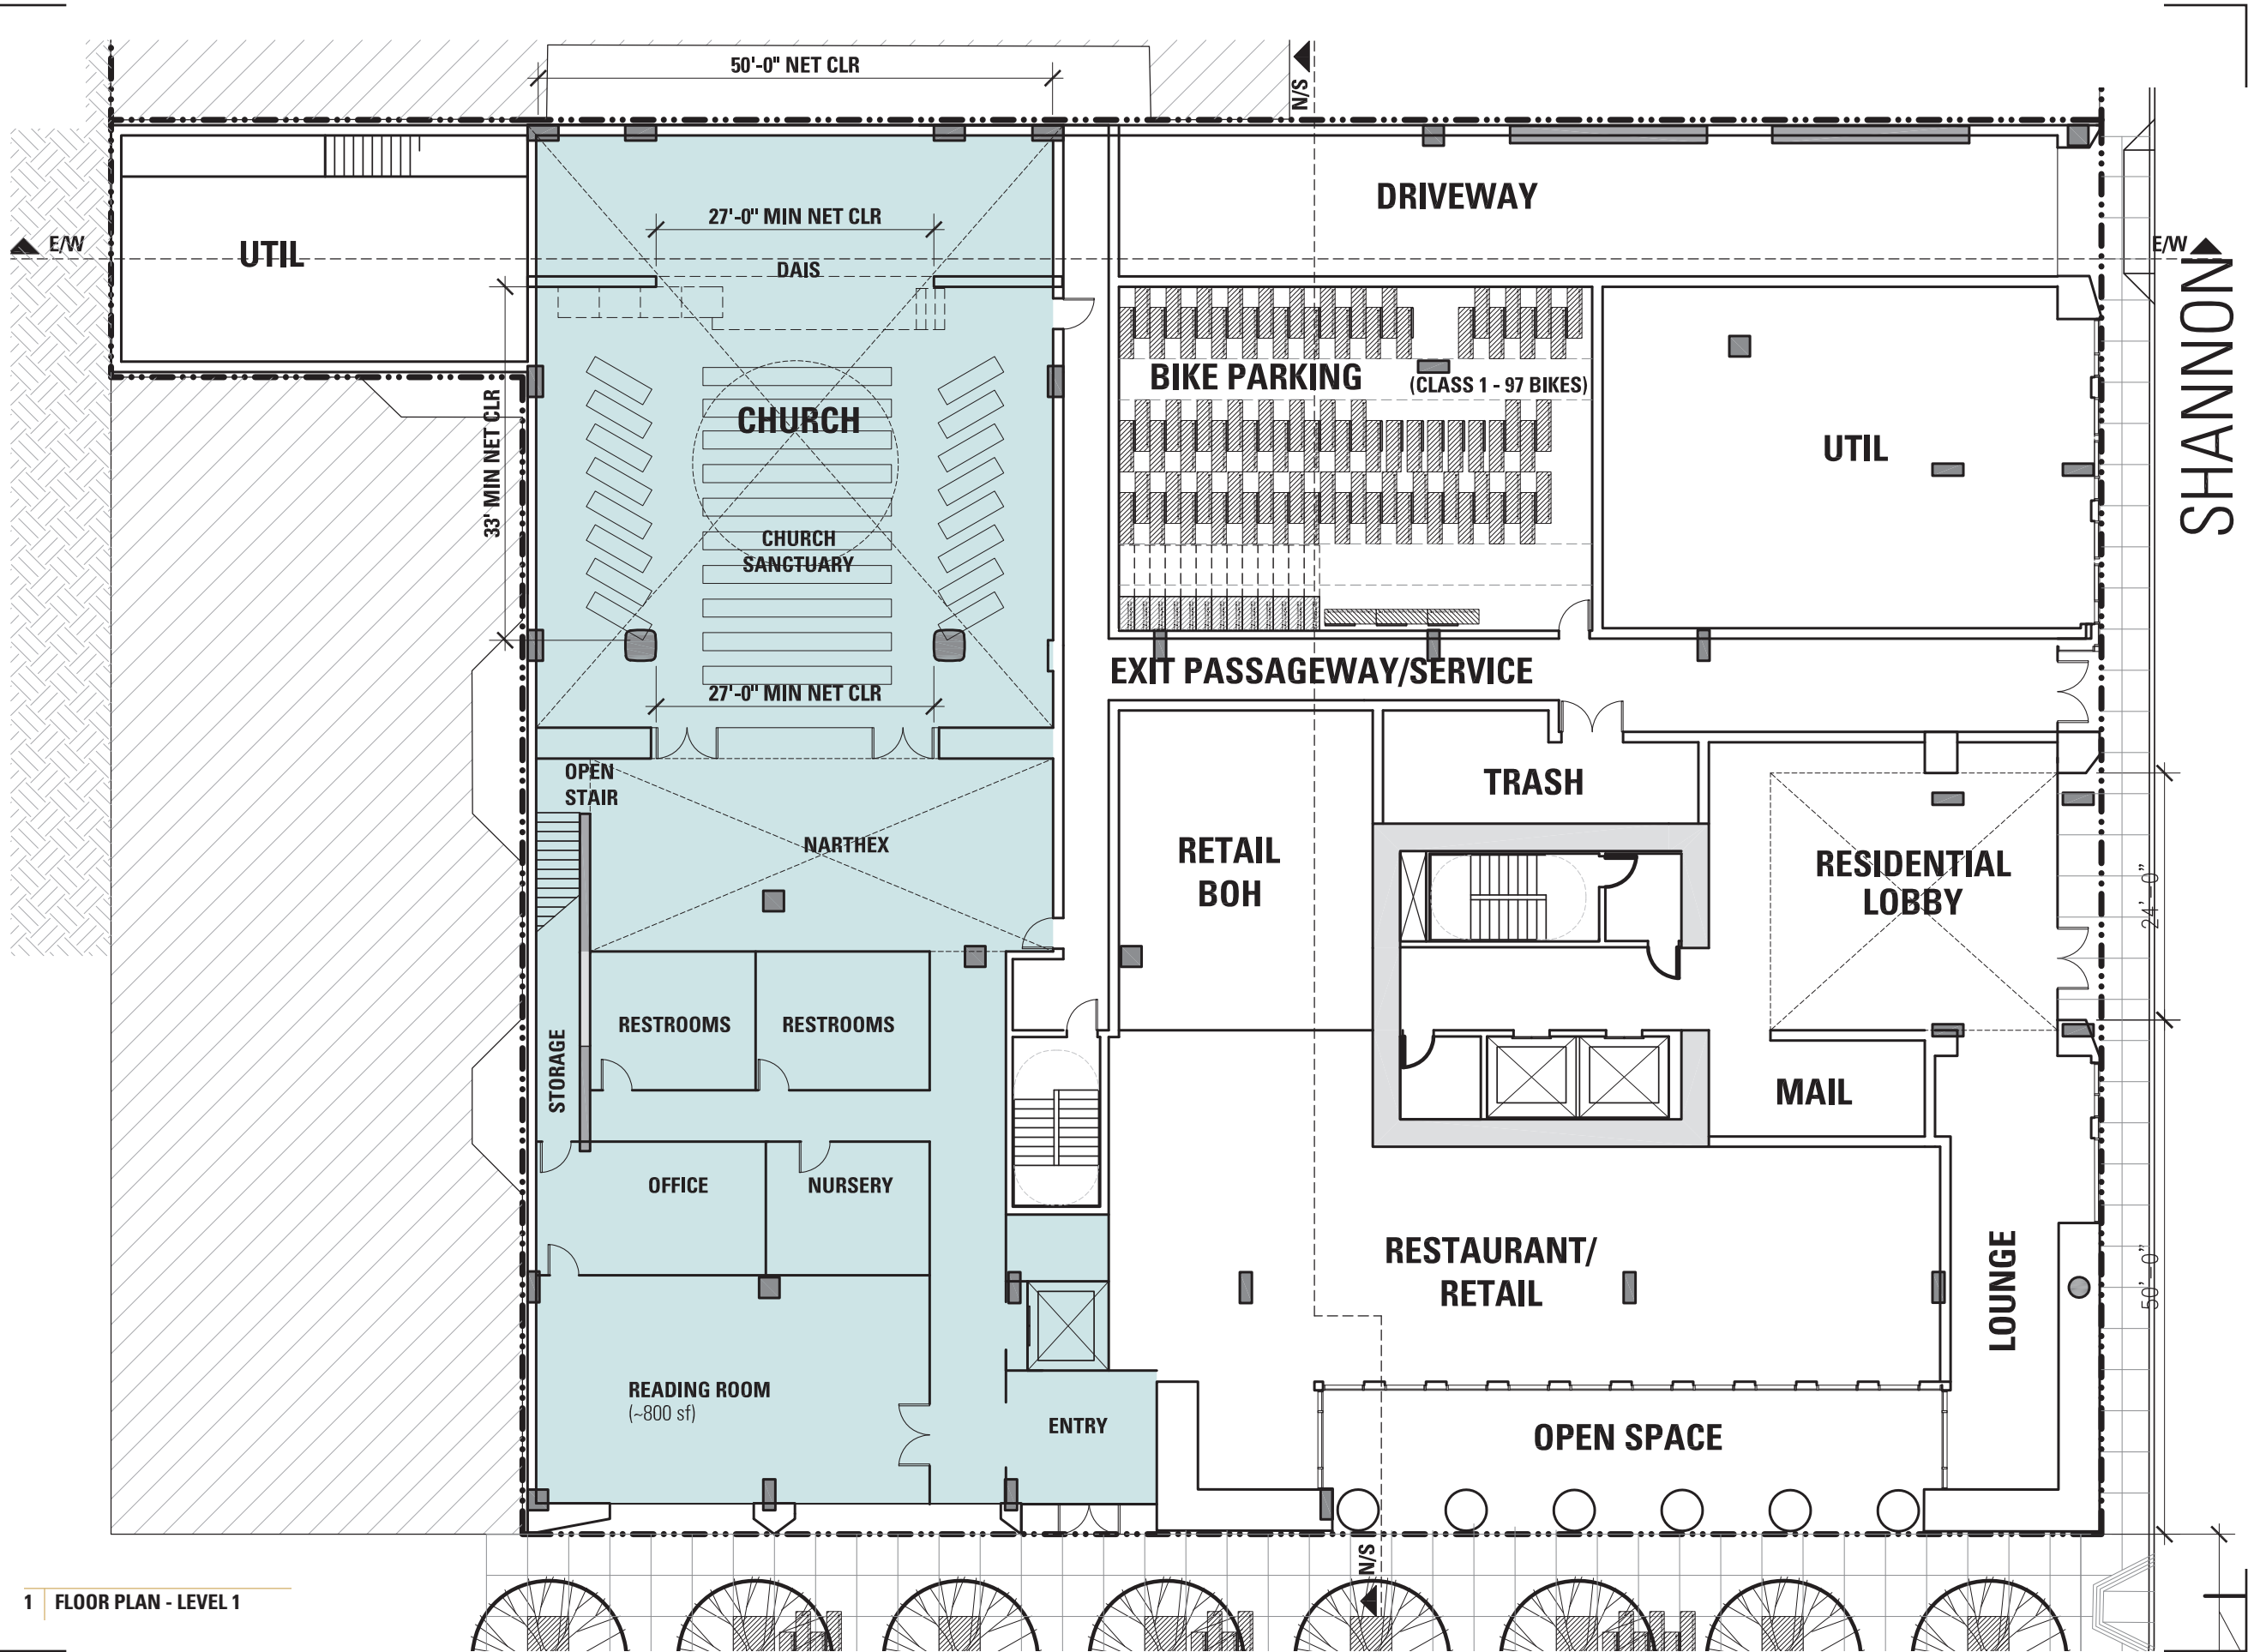 50'-0" NET CLR
N/S
DRIVEWAY
27'-0" MIN NET CLR
E/W
UTIL
DAIS
E/W
SHANNON
33' MIN NET CLR
BIKE PARKING
(CLASS 1 - 97 BIKES)
CHURCH
UTIL
CHURCH
SANCTUARY
EXIT PASSAGEWAY/SERVICE
27'-0" MIN NET CLR
OPEN
STAIR
TRASH
NARTHEX
RETAIL
BOH
RESIDENTIAL
LOBBY
24'-0"
RESTROOMS
RESTROOMS
STORAGE
MAIL
OFFICE
NURSERY
RESTAURANT/
RETAIL
LOUNGE
50'-0"
READING ROOM
(~800 sf)
ENTRY
OPEN SPACE
N/S
1 FLOOR PLAN - LEVEL 1